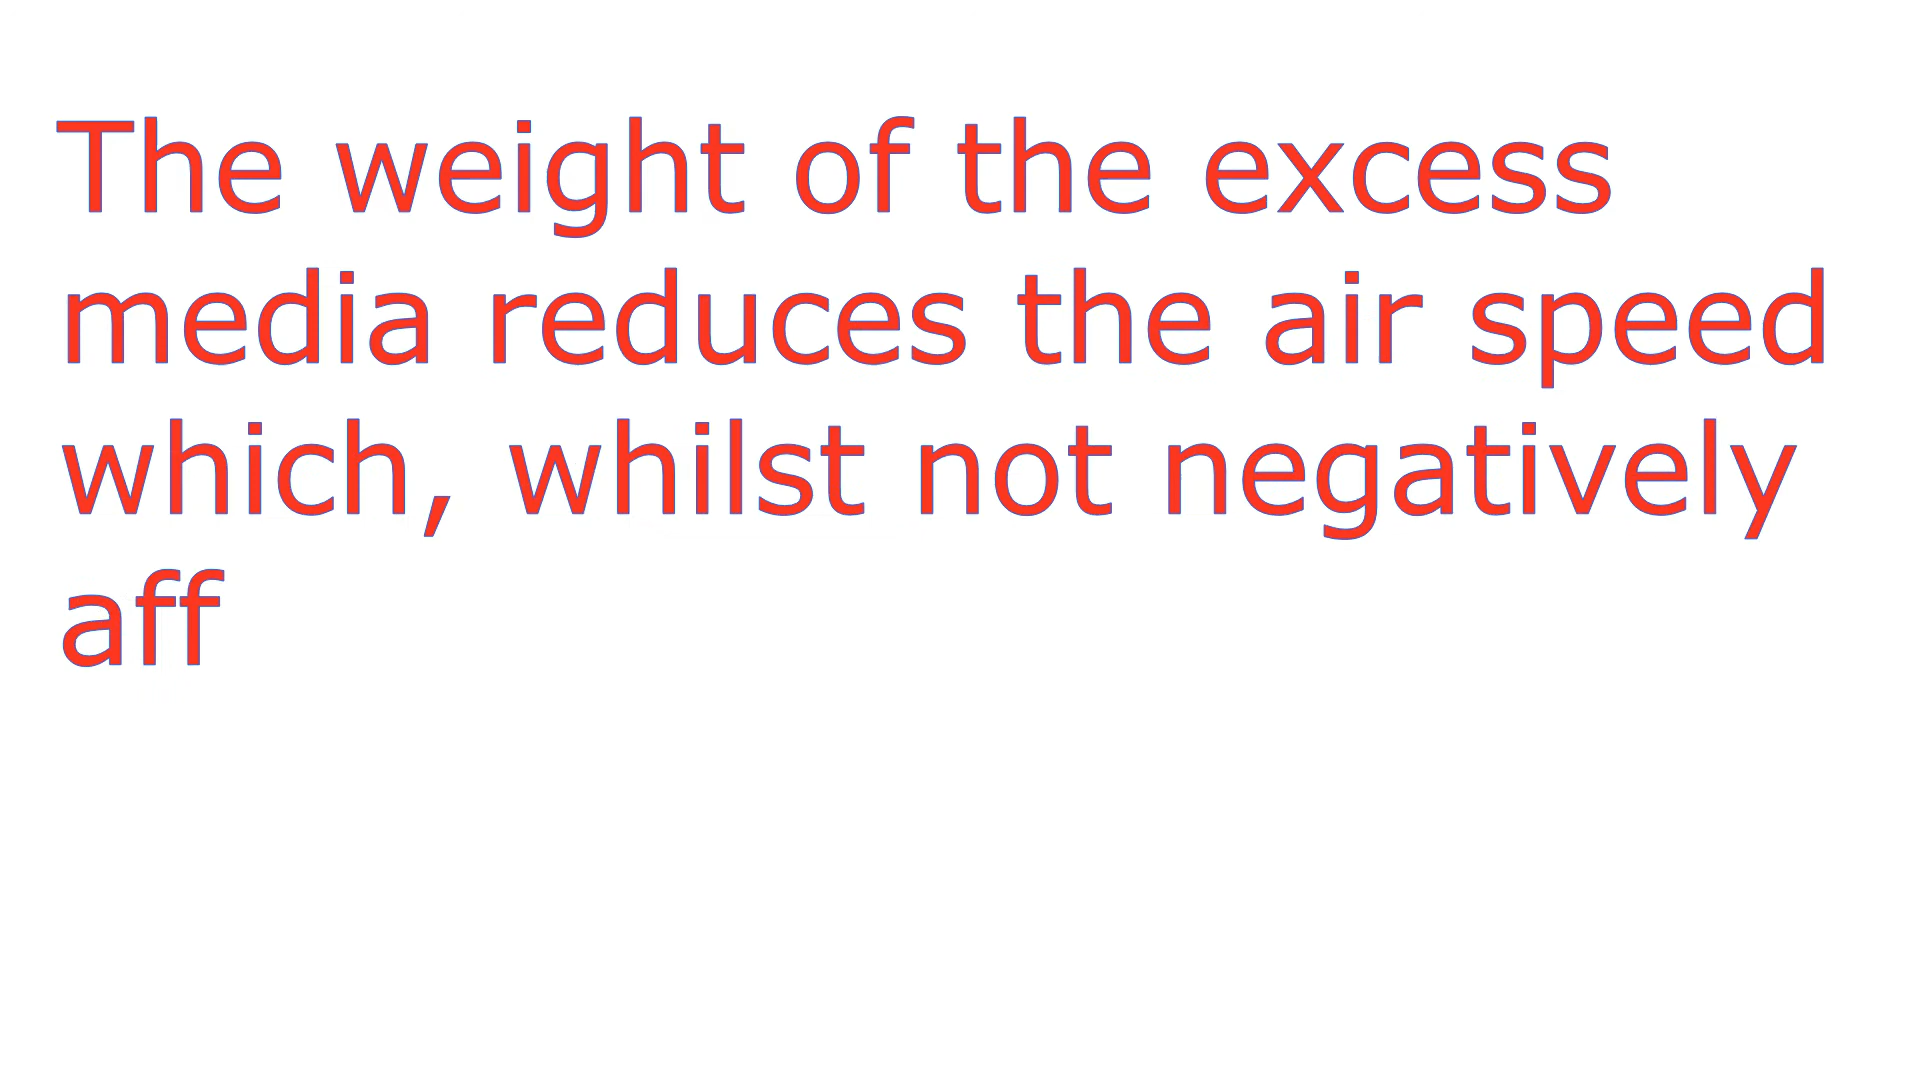 The weight of the excess
media reduces the air speed
which, whilst not negatively
aff